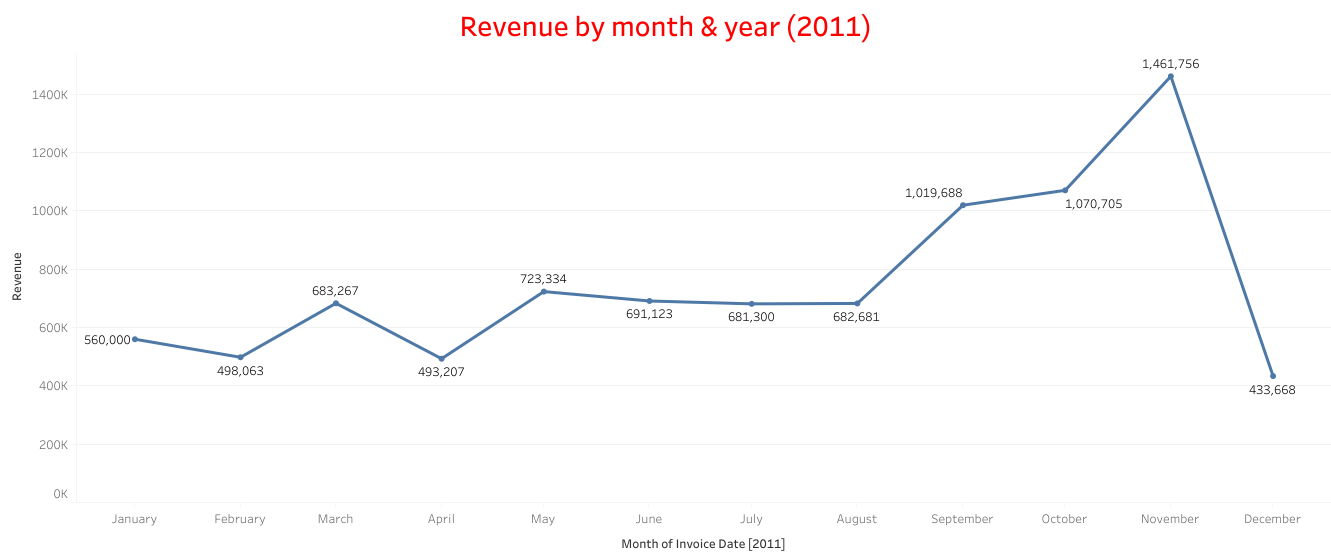 Revenue by month & year (2011)
1,461,756
1400K
1200K
1,019,688
1,070,705
1000K
Revenue
800K
723,334
683,267
691,123
681,300
682,681
600K
560,000
498,063
493,207
400K
433,668
200K
0K
January February March April May June July August September October November December
Month of Invoice Date [2011]